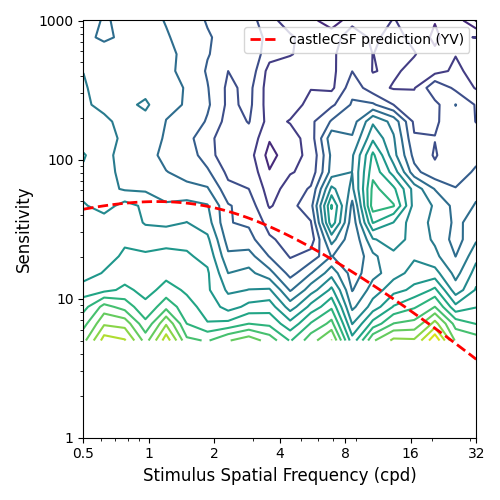 1000
castleCSF prediction (YV)
100
Sensitivity
10
1
0.5 1 2 4 8 16 32
Stimulus Spatial Frequency (cpd)